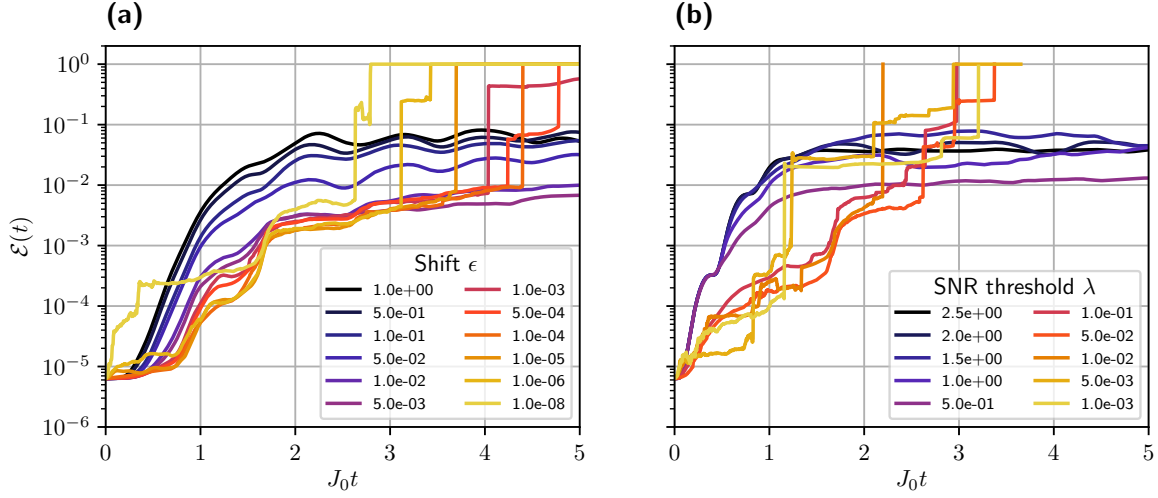 (a)
(b)
10⁰
10⁻¹
10⁻²
10⁻³
10⁻⁴
10⁻⁵
10⁻⁶
ℰ(t)
Shift ϵ
1.0e+00
5.0e-01
1.0e-01
5.0e-02
1.0e-02
5.0e-03
1.0e-03
5.0e-04
1.0e-04
1.0e-05
1.0e-06
1.0e-08
0 1 2 3 4 5
J₀t
SNR threshold λ
2.5e+00
2.0e+00
1.5e+00
1.0e+00
5.0e-01
1.0e-01
5.0e-02
1.0e-02
5.0e-03
1.0e-03
0 1 2 3 4 5
J₀t